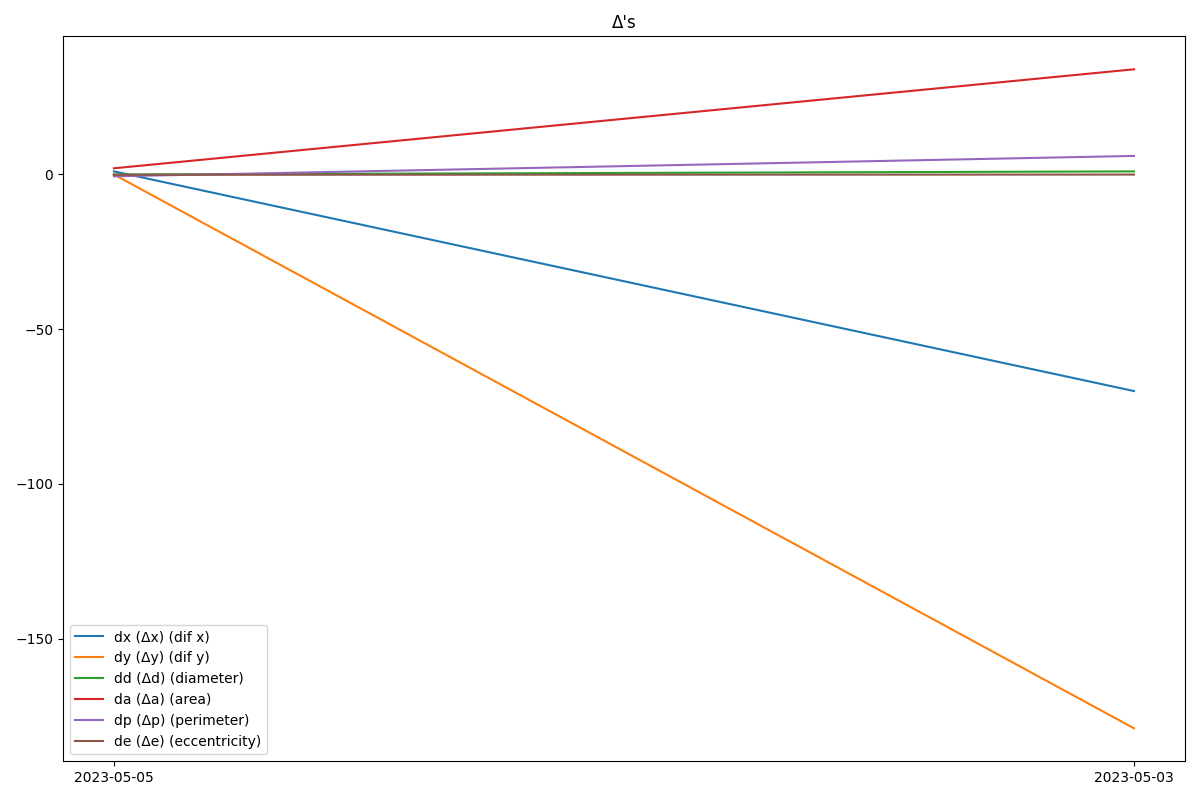 Δ's
0
−50
−100
−150
dx (Δx) (dif x)
dy (Δy) (dif y)
dd (Δd) (diameter)
da (Δa) (area)
dp (Δp) (perimeter)
de (Δe) (eccentricity)
2023-05-05
2023-05-03